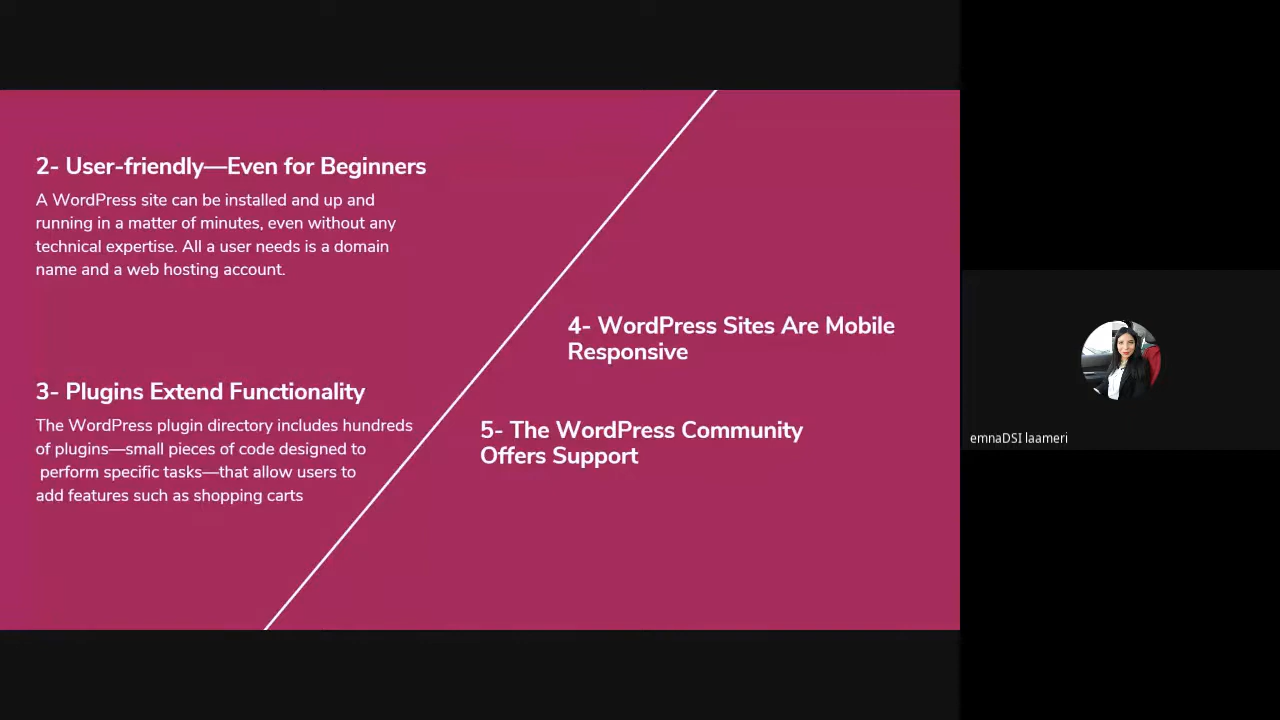 2- User-friendly—Even for Beginners
A WordPress site can be installed and up and
running in a matter of minutes, even without any
technical expertise. All a user needs is a domain
name and a web hosting account.
3- Plugins Extend Functionality
The WordPress plugin directory includes hundreds
of plugins—small pieces of code designed to
perform specific tasks—that allow users to
add features such as shopping carts
4- WordPress Sites Are Mobile
Responsive
5- The WordPress Community
Offers Support
emnaDSI laameri